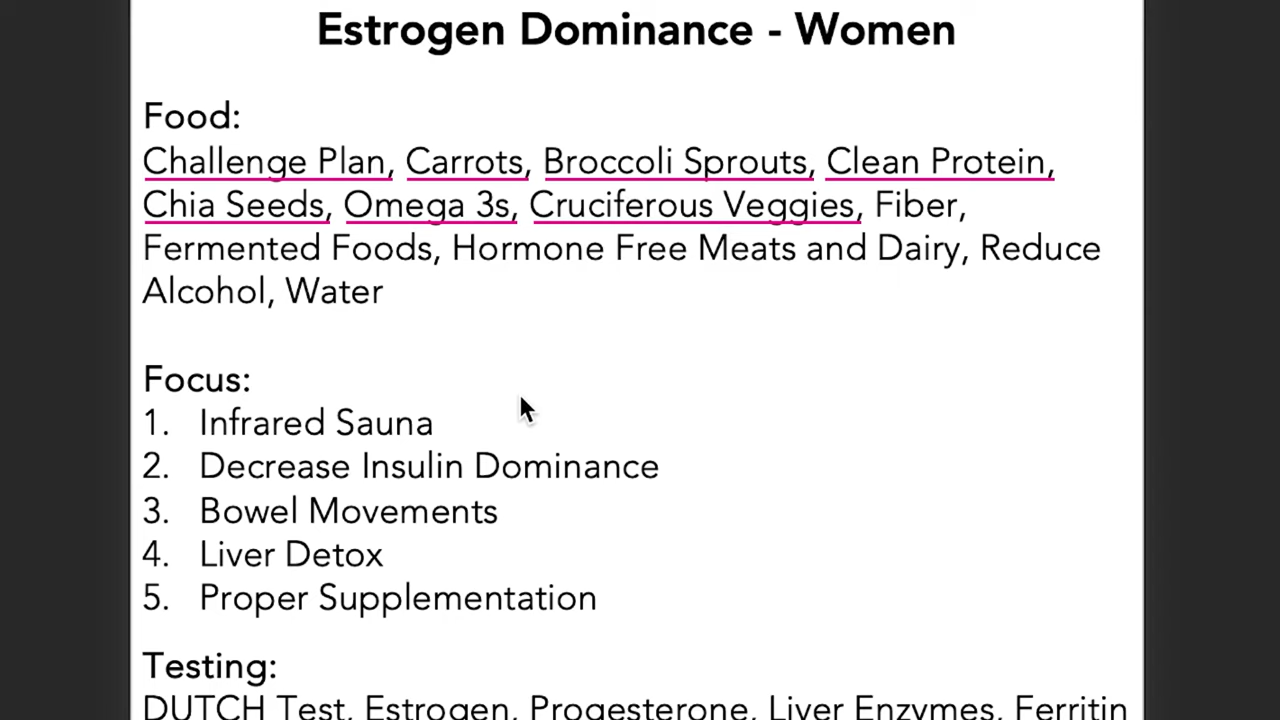 Estrogen Dominance - Women
Food:
Challenge Plan, Carrots, Broccoli Sprouts, Clean Protein,
Chia Seeds, Omega 3s, Cruciferous Veggies, Fiber,
Fermented Foods, Hormone Free Meats and Dairy, Reduce
Alcohol, Water
Focus:
1. Infrared Sauna
2. Decrease Insulin Dominance
3. Bowel Movements
4. Liver Detox
5. Proper Supplementation
Testing:
DUTCH Test, Estrogen, Progesterone, Liver Enzymes, Ferritin